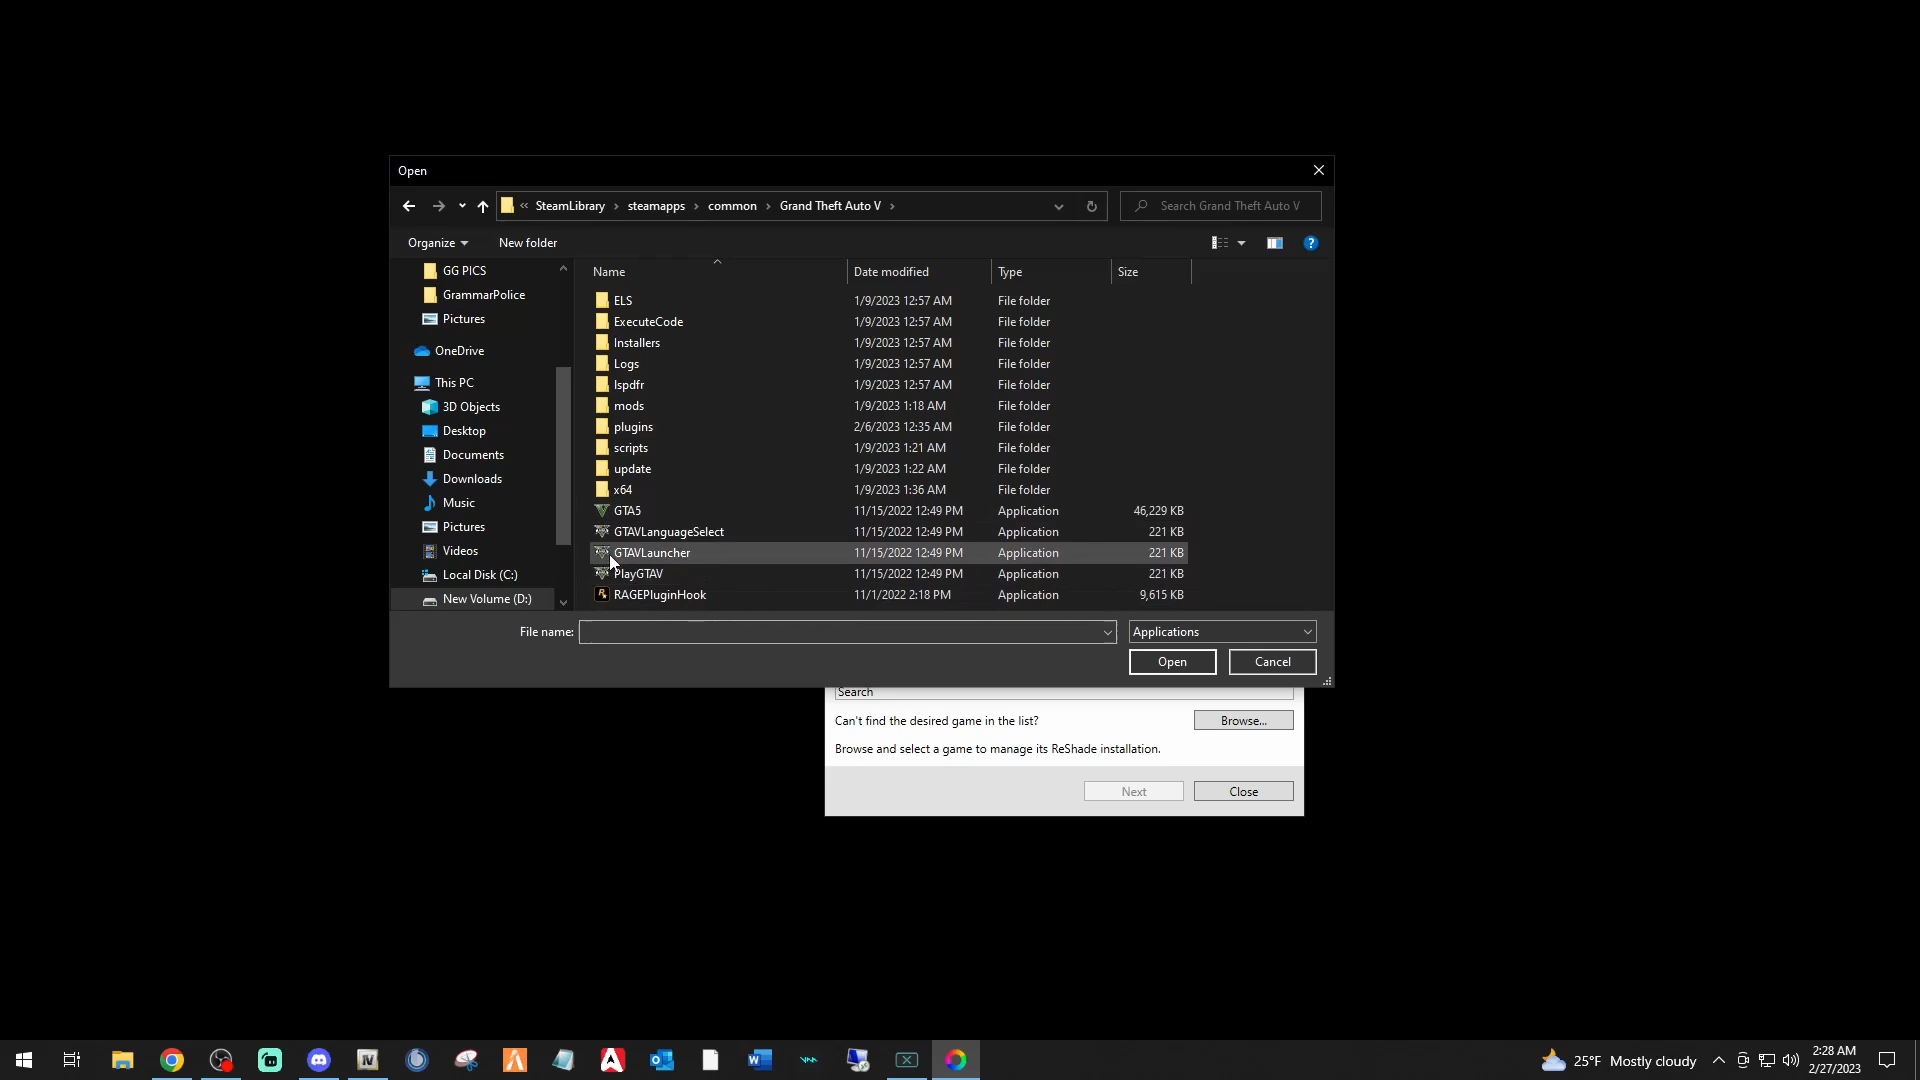 Open
« SteamLibrary › steamapps › common › Grand Theft Auto V ›
Search Grand Theft Auto V
Organize
New folder
Name Date modified Type Size
GG PICS
GrammarPolice
Pictures
OneDrive
This PC
3D Objects
Desktop
Documents
Downloads
Music
Pictures
Videos
Local Disk (C:)
New Volume (D:)
ELS 1/9/2023 12:57 AM File folder
ExecuteCode 1/9/2023 12:57 AM File folder
Installers 1/9/2023 12:57 AM File folder
Logs 1/9/2023 12:57 AM File folder
lspdfr 1/9/2023 12:57 AM File folder
mods 1/9/2023 1:18 AM File folder
plugins 2/6/2023 12:35 AM File folder
scripts 1/9/2023 1:21 AM File folder
update 1/9/2023 1:22 AM File folder
x64 1/9/2023 1:36 AM File folder
GTA5 11/15/2022 12:49 PM Application 46,229 KB
GTAVLanguageSelect 11/15/2022 12:49 PM Application 221 KB
GTAVLauncher 11/15/2022 12:49 PM Application 221 KB
PlayGTAV 11/15/2022 12:49 PM Application 221 KB
RAGEPluginHook 11/1/2022 2:18 PM Application 9,615 KB
File name:
Applications
Open
Cancel
Search
Can't find the desired game in the list?
Browse...
Browse and select a game to manage its ReShade installation.
Next
Close
25°F Mostly cloudy
2:28 AM
2/27/2023